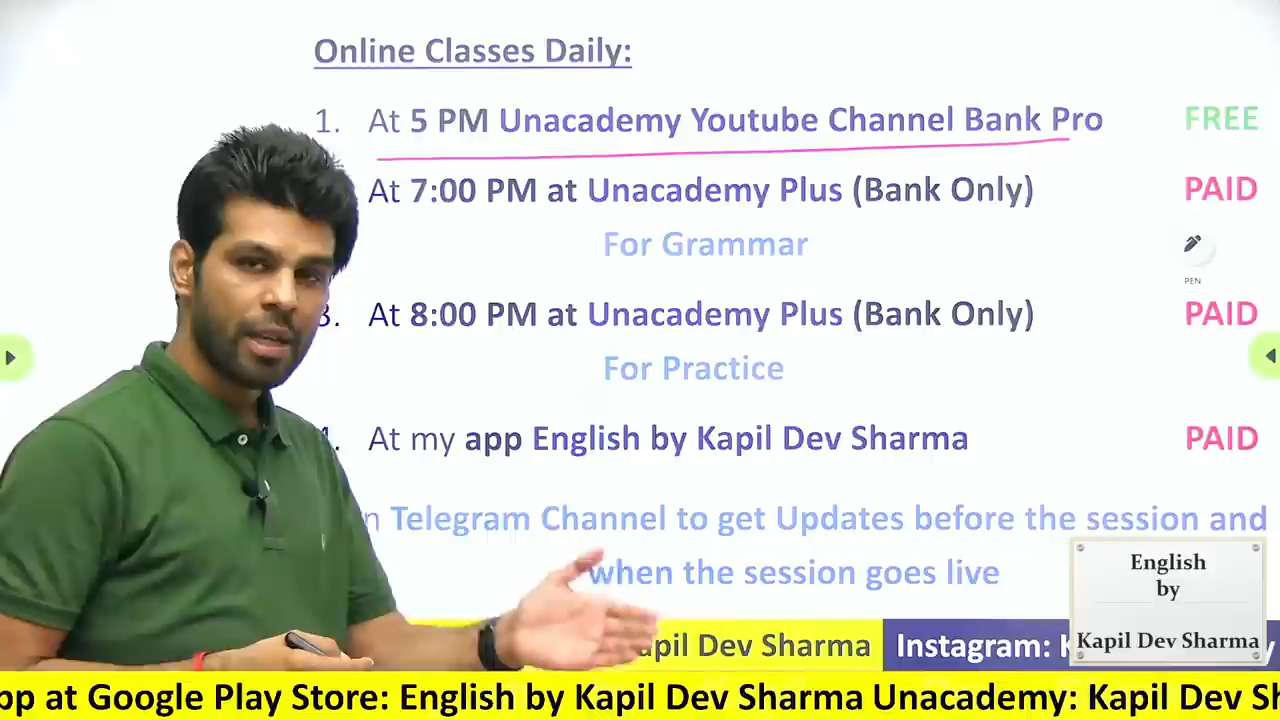 Online Classes Daily:
1. At 5 PM Unacademy Youtube Channel Bank Pro FREE
At 7:00 PM at Unacademy Plus (Bank Only) PAID
For Grammar
PEN
3. At 8:00 PM at Unacademy Plus (Bank Only) PAID
For Practice
4. At my app English by Kapil Dev Sharma PAID
Telegram Channel to get Updates before the session and
when the session goes live
English
by
Kapil Dev Sharma
Dev Sharma Instagram:
at Google Play Store: English by Kapil Dev Sharma Unacademy: Kapil Dev